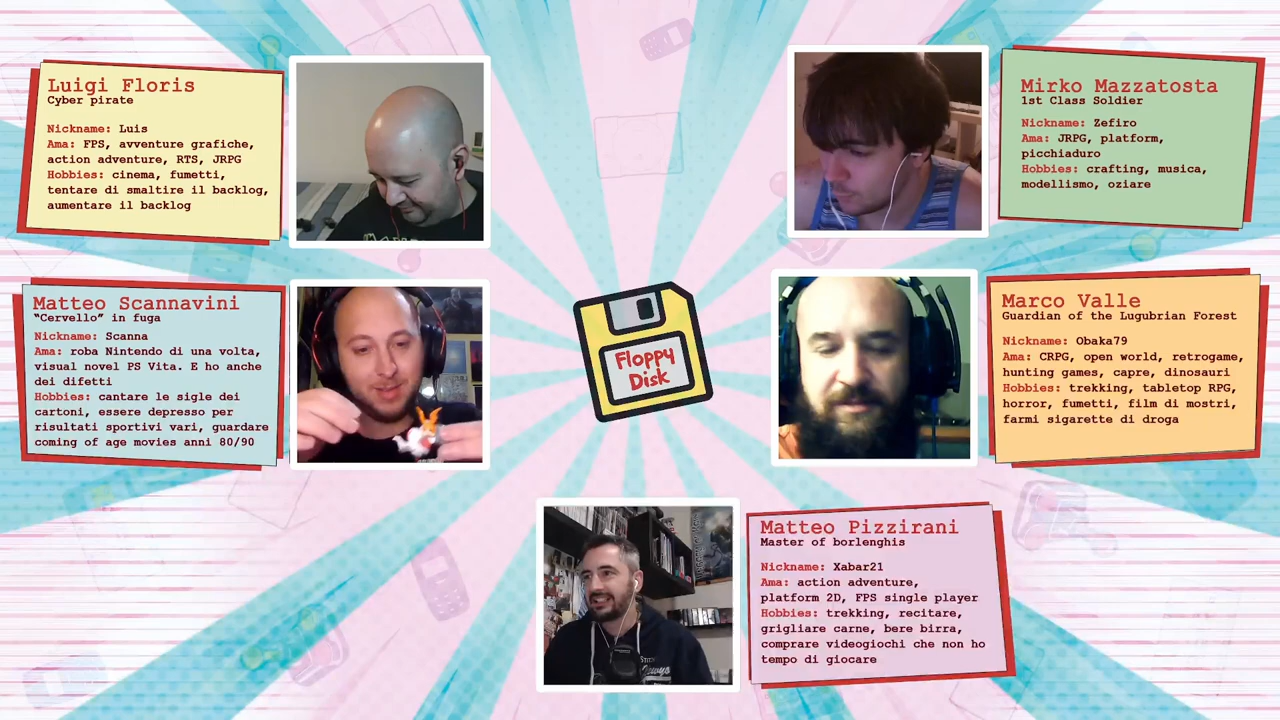 Luigi Floris
Cyber pirate
Nickname: Luis
Ama: FPS, avventure grafiche,
action adventure, RTS, JRPG
Hobbies: cinema, fumetti,
tentare di smaltire il backlog,
aumentare il backlog
Mirko Mazzatosta
1st Class Soldier
Nickname: Zefiro
Ama: JRPG, platform,
picchiaduro
Hobbies: crafting, musica,
modellismo, oziare
Matteo Scannavini
“Cervello” in fuga
Nickname: Scanna
Ama: roba Nintendo di una volta,
visual novel PS Vita. E ho anche
dei difetti
Hobbies: cantare le sigle dei
cartoni, essere depresso per
risultati sportivi vari, guardare
coming of age movies anni 80/90
Floppy
Disk
Marco Valle
Guardian of the Lugubrian Forest
Nickname: Obaka79
Ama: CRPG, open world, retrogame,
hunting games, capre, dinosauri
Hobbies: trekking, tabletop RPG,
horror, fumetti, film di mostri,
farmi sigarette di droga
Matteo Pizzirani
Master of borlenghis
Nickname: Xabar21
Ama: action adventure,
platform 2D, FPS single player
Hobbies: trekking, recitare,
grigliare carne, bere birra,
comprare videogiochi che non ho
tempo di giocare